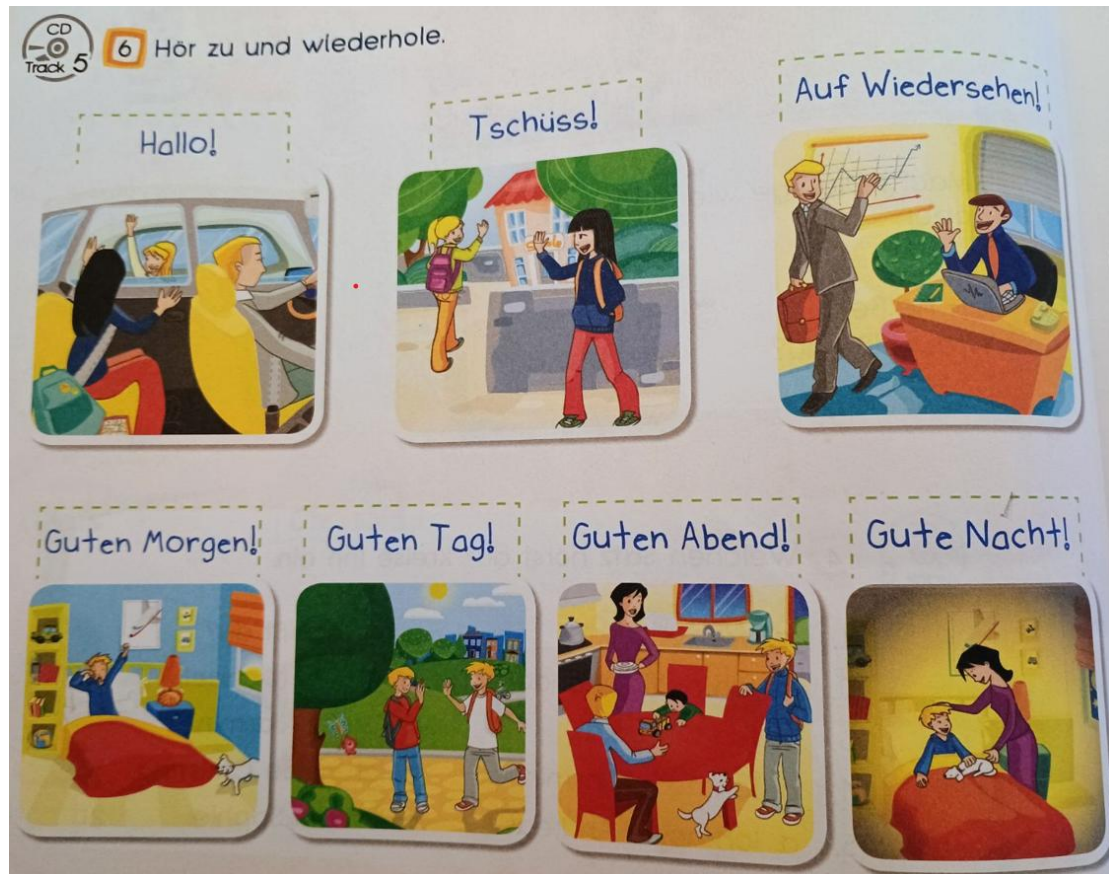 CD
Track 5
6 Hör zu und wiederhole.
Hallo!
Tschüss!
Auf Wiedersehen!
Guten Morgen!
Guten Tag!
Guten Abend!
Gute Nacht!